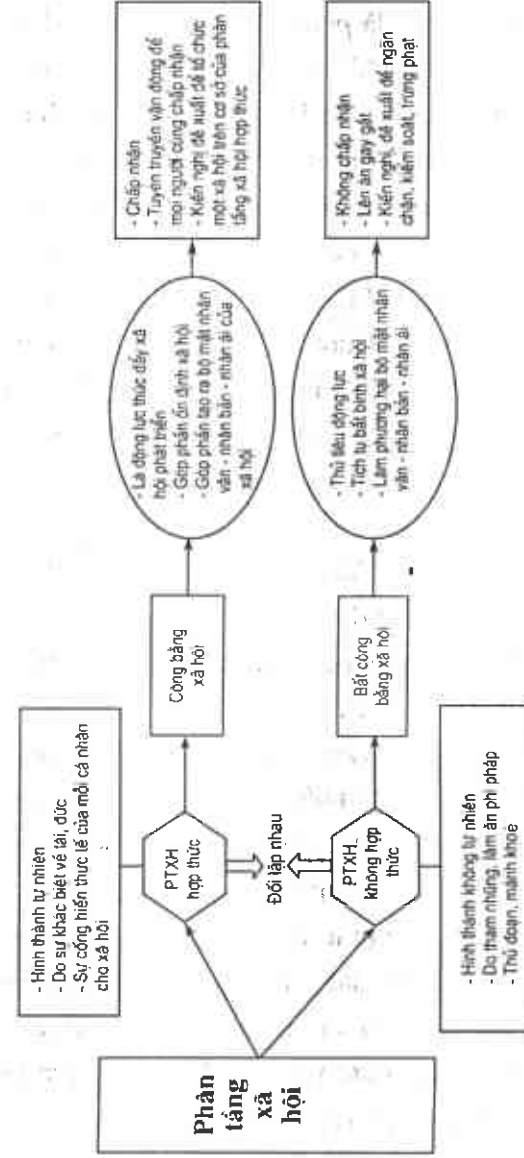 Phân
tầng
xã
hội
- Hình thành tự nhiên
- Do sự khác biệt về tài, đức
- Sự cống hiến thực tế của mỗi cá nhân
cho xã hội
PTXH
hợp thức
Đối lập nhau
PTXH
không hợp
thức
- Hình thành không tự nhiên
- Do tham nhũng, làm ăn phi pháp
- Thủ đoạn, mánh khoé
Công bằng
xã hội
Bất công
bằng xã hội
- Là động lực thúc đẩy xã
hội phát triển
- Góp phần ổn định xã hội
- Góp phần tạo ra bộ mặt nhân
văn - nhân bản - nhân ái của
xã hội
- Thủ tiêu động lực
- Tích tụ bất bình xã hội
- Làm phương hại bộ mặt nhân
văn - nhân bản - nhân ái
- Chấp nhận
- Tuyên truyền vận động để
mọi người cùng chấp nhận
- Kiến nghị đề xuất để tổ chức
một xã hội trên cơ sở của phân
tầng xã hội hợp thức
- Không chấp nhận
- Lên án gay gắt
- Kiến nghị, đề xuất để ngăn
chặn, kiểm soát, trừng phạt